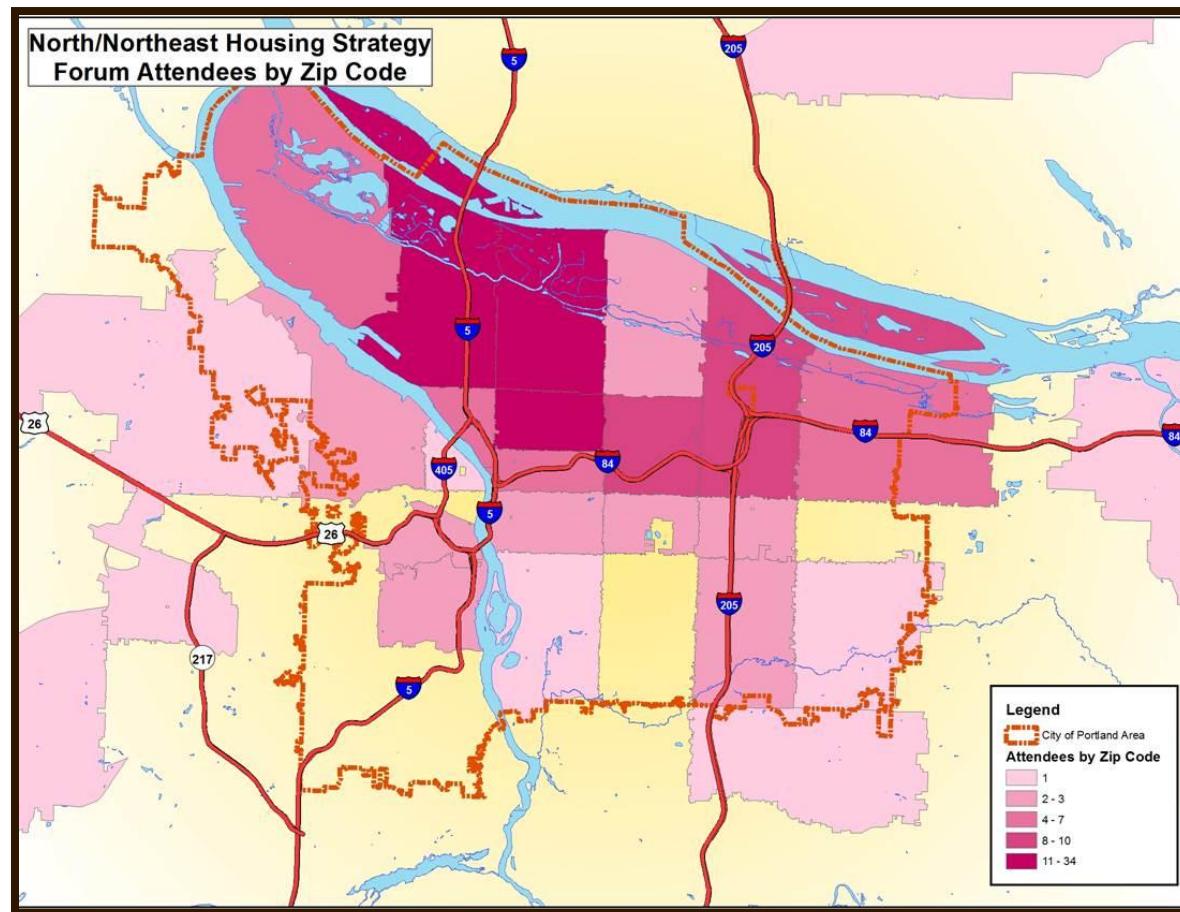 North/Northeast Housing Strategy
Forum Attendees by Zip Code
205
5
5
205
26
84
84
84
405
5
26
205
217
5
Legend
City of Portland Area
Attendees by Zip Code
1
2 - 3
4 - 7
8 - 10
11 - 34